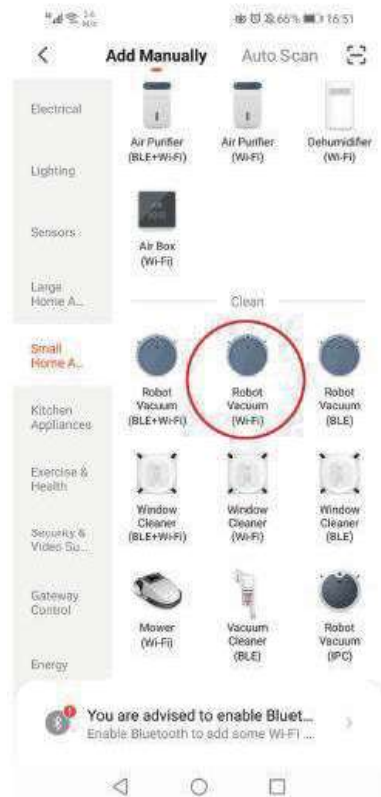 66% 16:51
Add Manually Auto Scan
Electrical
Lighting
Sensors
Large
Home A...
Small
Home A...
Kitchen
Appliances
Exercise &
Health
Security &
Video Su...
Gateway
Control
Energy
Air Purifier
(BLE+Wi-Fi)
Air Purifier
(Wi-Fi)
Dehumidifier
(Wi-Fi)
Air Box
(Wi-Fi)
Clean
Robot
Vacuum
(BLE+Wi-Fi)
Robot
Vacuum
(Wi-Fi)
Robot
Vacuum
(BLE)
Window
Cleaner
(BLE+Wi-Fi)
Window
Cleaner
(Wi-Fi)
Window
Cleaner
(BLE)
Mower
(Wi-Fi)
Vacuum
Cleaner
(BLE)
Robot
Vacuum
(IPC)
You are advised to enable Bluet...
Enable Bluetooth to add some Wi-Fi ...